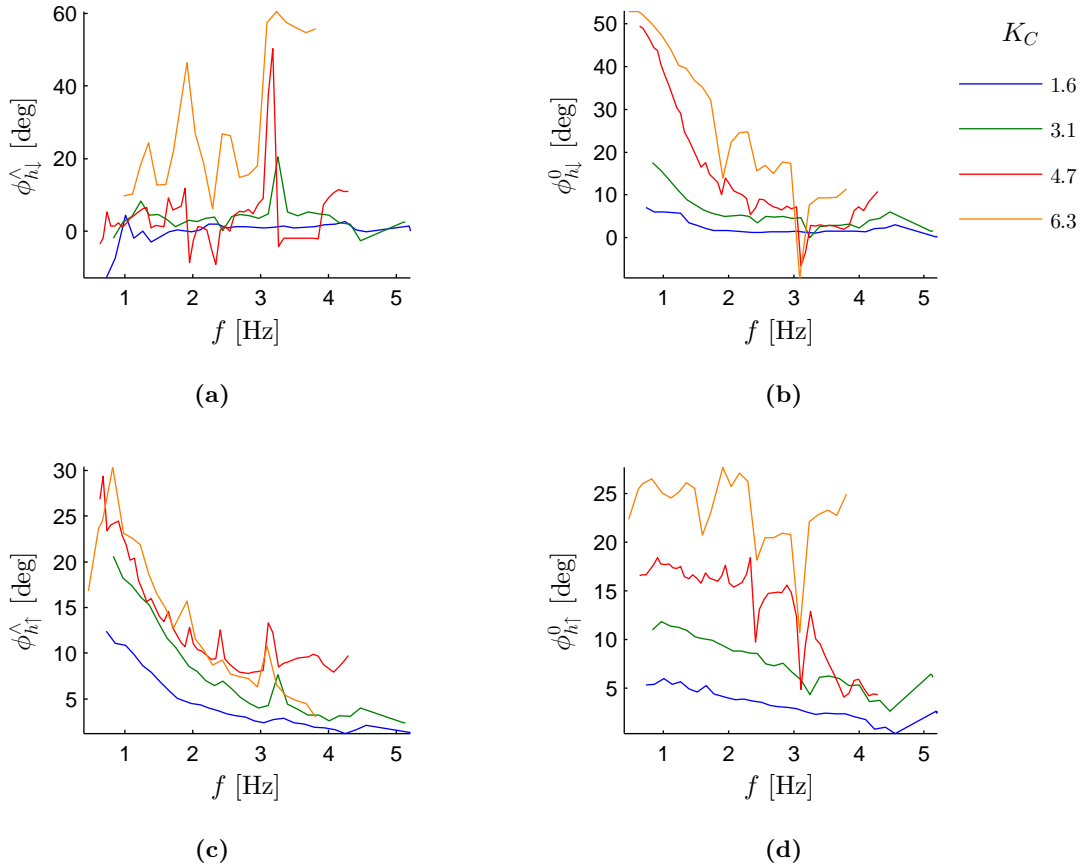 60
40
20
0
1 2 3 4 5
ϕ^∧_{h↓} [deg]
f [Hz]
(a)
50
40
30
20
10
0
1 2 3 4 5
ϕ^0_{h↓} [deg]
f [Hz]
(b)
K_C
1.6
3.1
4.7
6.3
30
25
20
15
10
5
1 2 3 4 5
ϕ^∧_{h↑} [deg]
f [Hz]
(c)
25
20
15
10
5
1 2 3 4 5
ϕ^0_{h↑} [deg]
f [Hz]
(d)